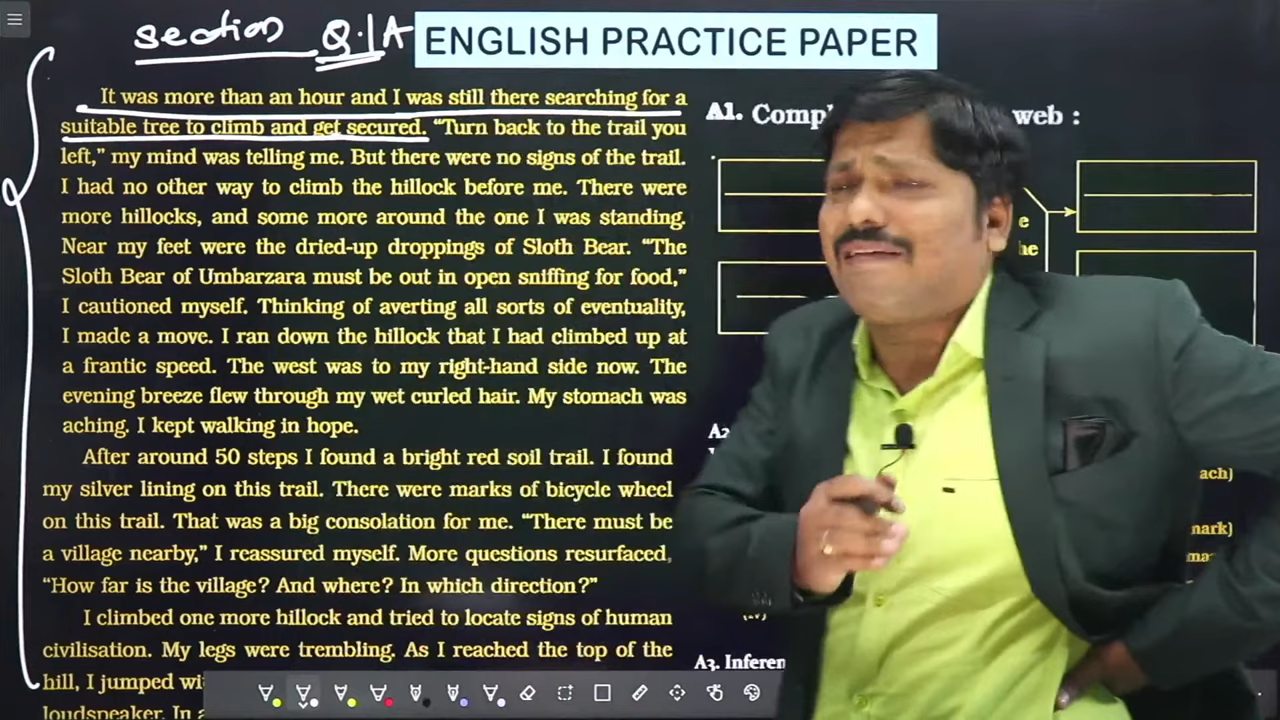 section Q.1A
ENGLISH PRACTICE PAPER
It was more than an hour and I was still there searching for a
suitable tree to climb and get secured. “Turn back to the trail you
left,” my mind was telling me. But there were no signs of the trail.
I had no other way to climb the hillock before me. There were
more hillocks, and some more around the one I was standing.
Near my feet were the dried-up droppings of Sloth Bear. “The
Sloth Bear of Umbarzara must be out in open sniffing for food,”
I cautioned myself. Thinking of averting all sorts of eventuality,
I made a move. I ran down the hillock that I had climbed up at
a frantic speed. The west was to my right-hand side now. The
evening breeze flew through my wet curled hair. My stomach was
aching. I kept walking in hope.
After around 50 steps I found a bright red soil trail. I found
my silver lining on this trail. There were marks of bicycle wheel
on this trail. That was a big consolation for me. “There must be
a village nearby,” I reassured myself. More questions resurfaced,
“How far is the village? And where? In which direction?”
I climbed one more hillock and tried to locate signs of human
civilisation. My legs were trembling. As I reached the top of the
hill, I jumped wi
loudspeaker. In a
A1. Comp web :
e
he
A2
ach)
mark)
ma
(iv)
A3. Inferen